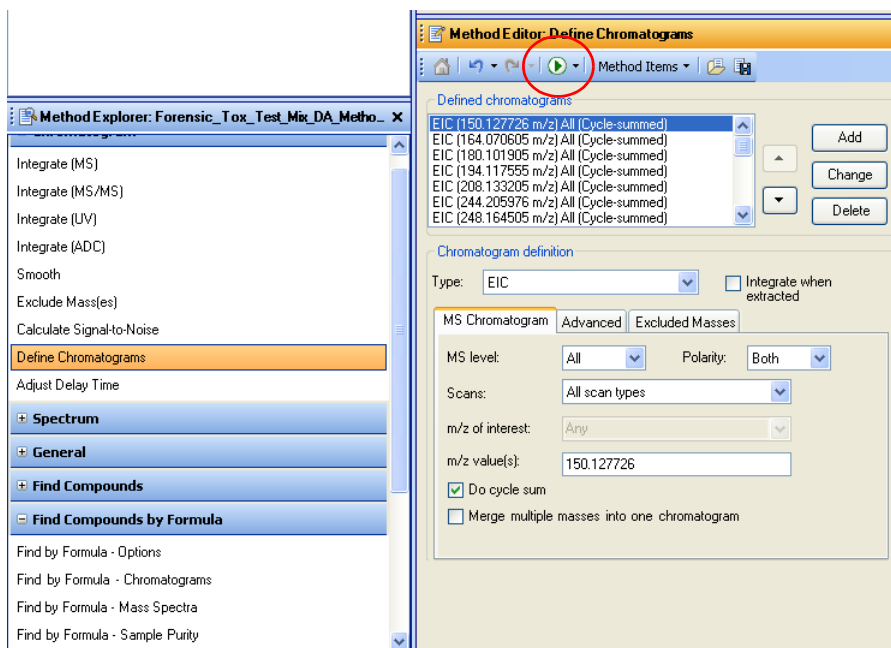 Method Explorer: Forensic_Tox_Test_Mix_DA_Metho...
Integrate (MS)
Integrate (MS/MS)
Integrate (UV)
Integrate (ADC)
Smooth
Exclude Mass(es)
Calculate Signal-to-Noise
Define Chromatograms
Adjust Delay Time
Spectrum
General
Find Compounds
Find Compounds by Formula
Find by Formula - Options
Find by Formula - Chromatograms
Find by Formula - Mass Spectra
Find by Formula - Sample Purity
Method Editor: Define Chromatograms
Method Items
Defined chromatograms
EIC (150.127726 m/z) All (Cycle-summed)
EIC (164.070605 m/z) All (Cycle-summed)
EIC (180.101905 m/z) All (Cycle-summed)
EIC (194.117555 m/z) All (Cycle-summed)
EIC (208.133205 m/z) All (Cycle-summed)
EIC (244.205976 m/z) All (Cycle-summed)
EIC (248.164505 m/z) All (Cycle-summed)
Add
Change
Delete
Chromatogram definition
Type: EIC
Integrate when
extracted
MS Chromatogram Advanced Excluded Masses
MS level: All Polarity: Both
Scans: All scan types
m/z of interest: Any
m/z value(s): 150.127726
Do cycle sum
Merge multiple masses into one chromatogram